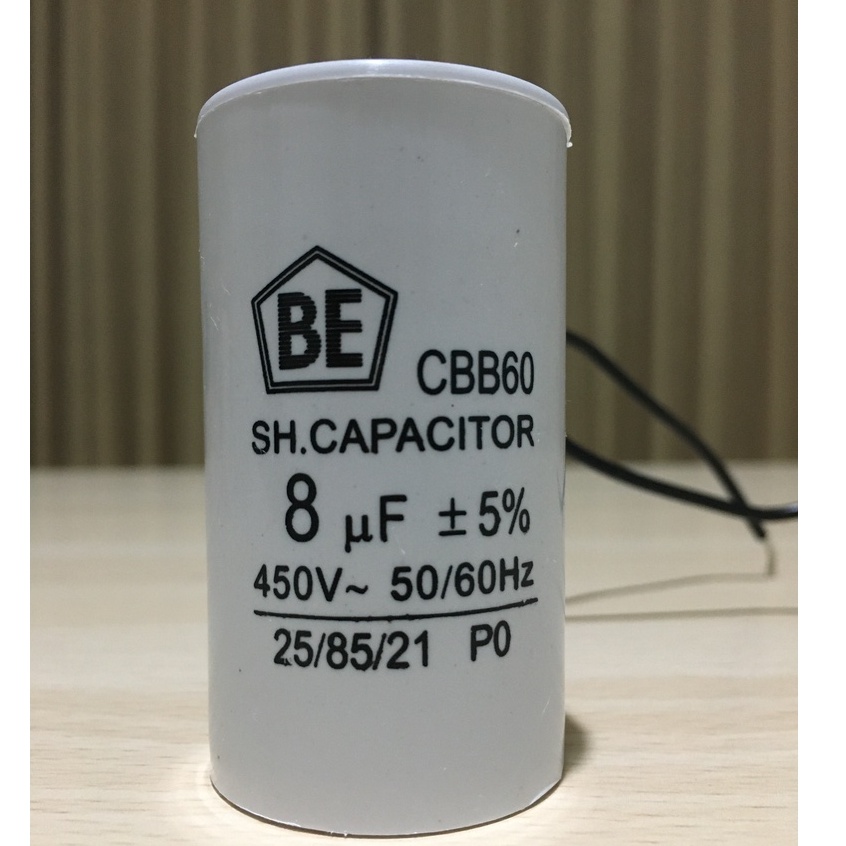 BE
CBB60
SH.CAPACITOR
8 µF ±5%
450V~ 50/60Hz
25/85/21 P0